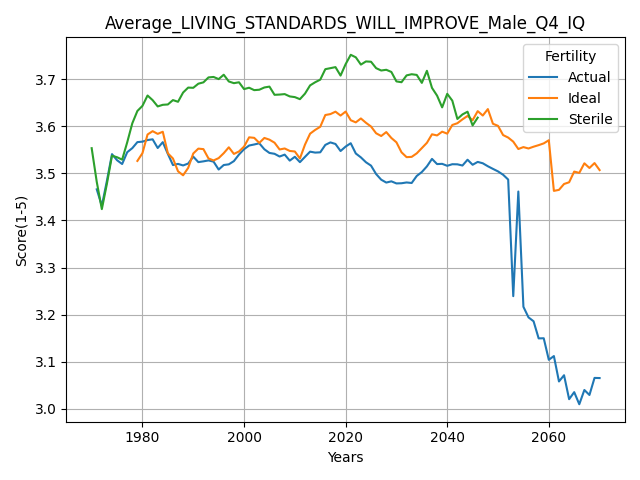 Average_LIVING_STANDARDS_WILL_IMPROVE_Male_Q4_IQ
Fertility
Actual
Ideal
Sterile
Score(1-5)
3.7
3.6
3.5
3.4
3.3
3.2
3.1
3.0
1980 2000 2020 2040 2060
Years